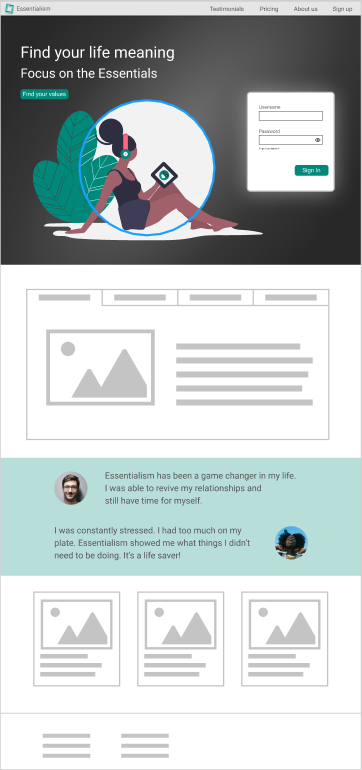 Essentialism
Testimonials
Pricing
About us
Sign up
Find your life meaning
Focus on the Essentials
Find your values
Username
Password
Sign In
Essentialism has been a game changer in my life.
I was able to revive my relationships and
still have time for myself.
I was constantly stressed. I had too much on my
plate. Essentialism showed me what things I didn't
need to be doing. It's a life saver!